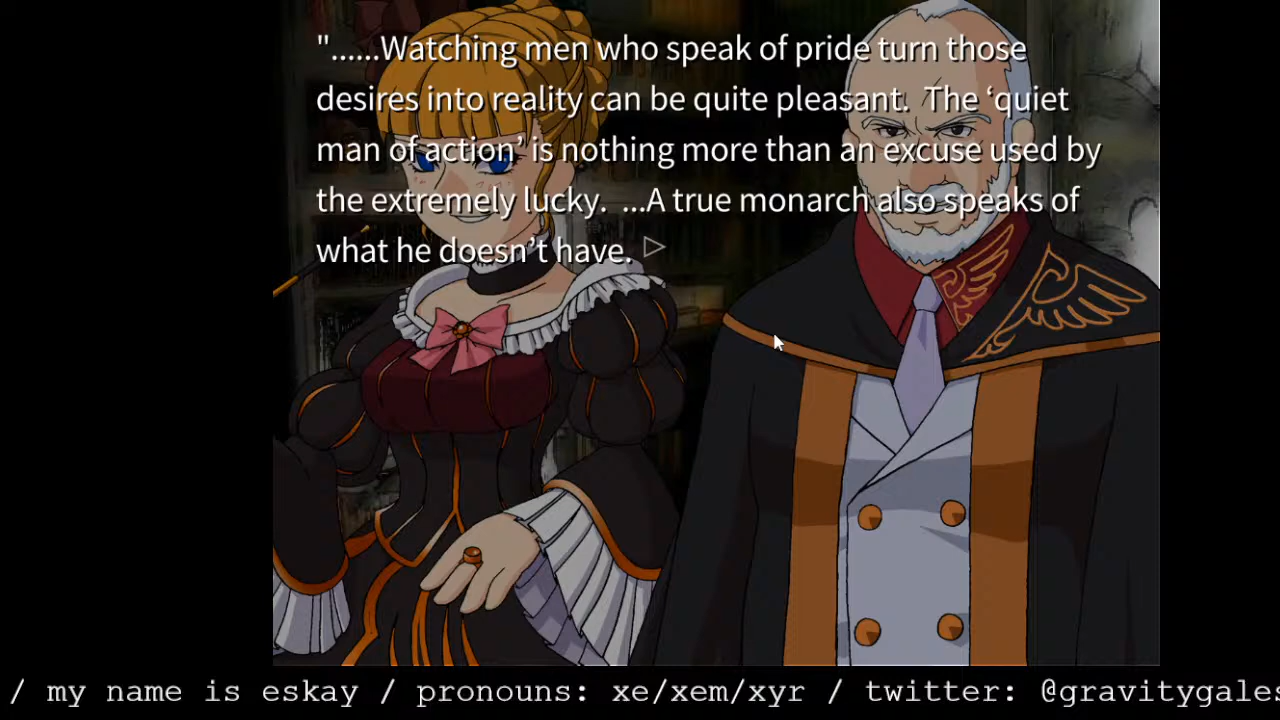 "......Watching men who speak of pride turn those
desires into reality can be quite pleasant.  The ‘quiet
man of action’ is nothing more than an excuse used by
the extremely lucky.  ...A true monarch also speaks of
what he doesn’t have.
/ my name is eskay / pronouns: xe/xem/xyr / twitter: @gravitygales